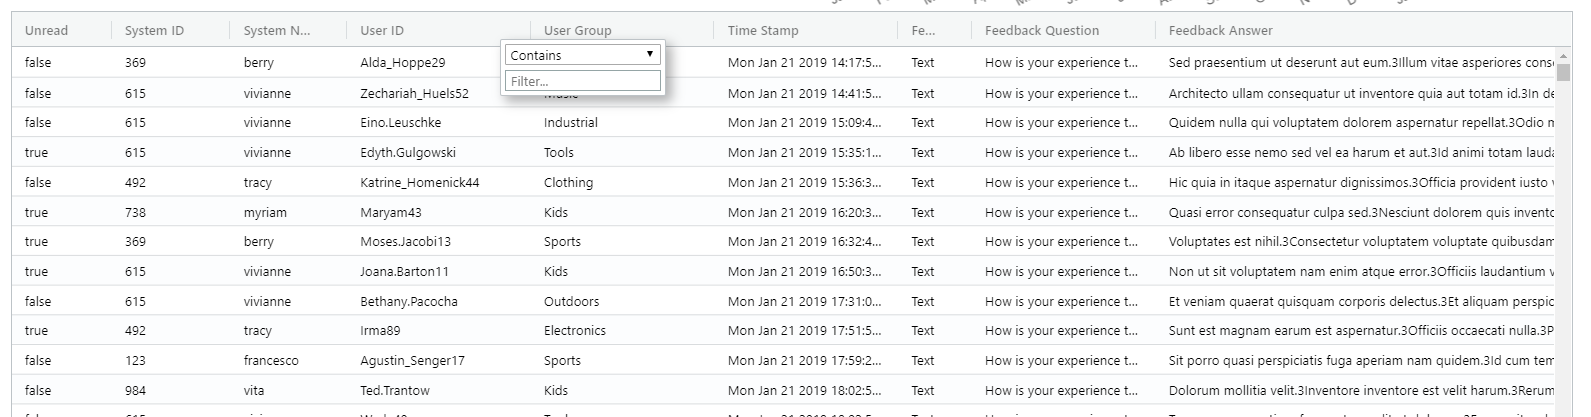 Unread System ID System N... User ID User Group Time Stamp Fe... Feedback Question Feedback Answer
Contains
Filter...
false 369 berry Alda_Hoppe29 Mon Jan 21 2019 14:17:5... Text How is your experience t... Sed praesentium ut deserunt aut eum.3Illum vitae asperiores cons
false 615 vivianne Zechariah_Huels52 Music Mon Jan 21 2019 14:41:5... Text How is your experience t... Architecto ullam consequatur ut inventore quia aut totam id.3In de
false 615 vivianne Eino.Leuschke Industrial Mon Jan 21 2019 15:09:4... Text How is your experience t... Quidem nulla qui voluptatem dolorem aspernatur repellat.3Odio m
true 615 vivianne Edyth.Gulgowski Tools Mon Jan 21 2019 15:35:1... Text How is your experience t... Ab libero esse nemo sed vel ea harum et aut.3Id animi totam lauda
false 492 tracy Katrine_Homenick44 Clothing Mon Jan 21 2019 15:36:3... Text How is your experience t... Hic quia in itaque aspernatur dignissimos.3Officia provident iusto v
true 738 myriam Maryam43 Kids Mon Jan 21 2019 16:20:3... Text How is your experience t... Quasi error consequatur culpa sed.3Nesciunt dolorem quis invento
true 369 berry Moses.Jacobi13 Sports Mon Jan 21 2019 16:32:4... Text How is your experience t... Voluptates est nihil.3Consectetur voluptatem voluptate quibusdam
true 615 vivianne Joana.Barton11 Kids Mon Jan 21 2019 16:50:3... Text How is your experience t... Non ut sit voluptatem nam enim atque error.3Officiis laudantium v
false 615 vivianne Bethany.Pacocha Outdoors Mon Jan 21 2019 17:31:0... Text How is your experience t... Et veniam quaerat quisquam corporis delectus.3Et aliquam perspic
true 492 tracy Irma89 Electronics Mon Jan 21 2019 17:51:5... Text How is your experience t... Sunt est magnam earum est aspernatur.3Officiis occaecati nulla.3P
false 123 francesco Agustin_Senger17 Sports Mon Jan 21 2019 17:59:2... Text How is your experience t... Sit porro quasi perspiciatis fuga aperiam nam quidem.3Id cum tem
false 984 vita Ted.Trantow Kids Mon Jan 21 2019 18:02:5... Text How is your experience t... Dolorum mollitia velit.3Inventore inventore est velit harum.3Rerum